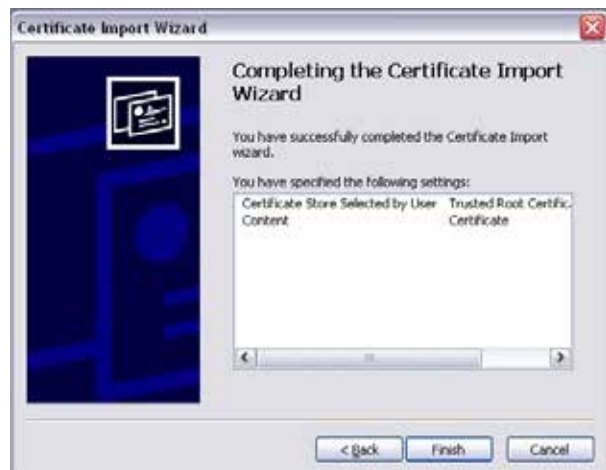 Certificate Import Wizard
Completing the Certificate Import
Wizard
You have successfully completed the Certificate Import
wizard.
You have specified the following settings:
Certificate Store Selected by User Trusted Root Certific
Content Certificate
< Back Finish Cancel